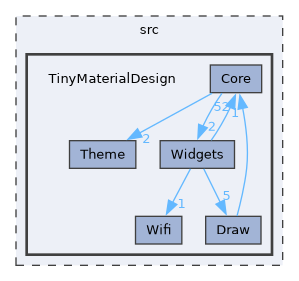 src
TinyMaterialDesign
Core
52
1
2
2
Theme
Widgets
1
5
Wifi
Draw